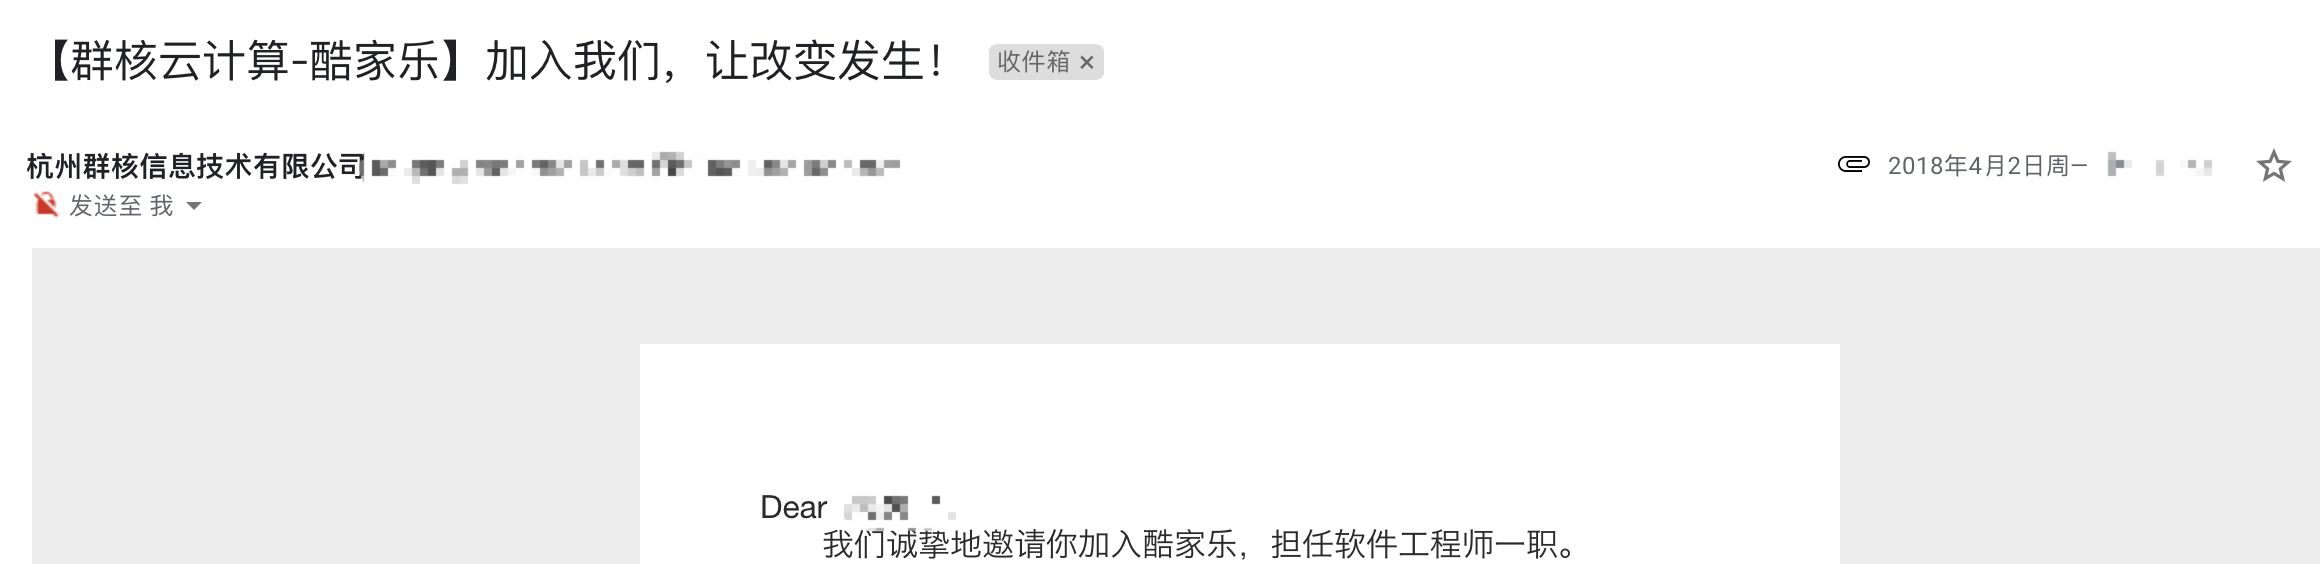 【群核云计算-酷家乐】加入我们，让改变发生！ 收件箱 ×
杭州群核信息技术有限公司 2018年4月2日周一
发送至 我
Dear
我们诚挚地邀请你加入酷家乐，担任软件工程师一职。